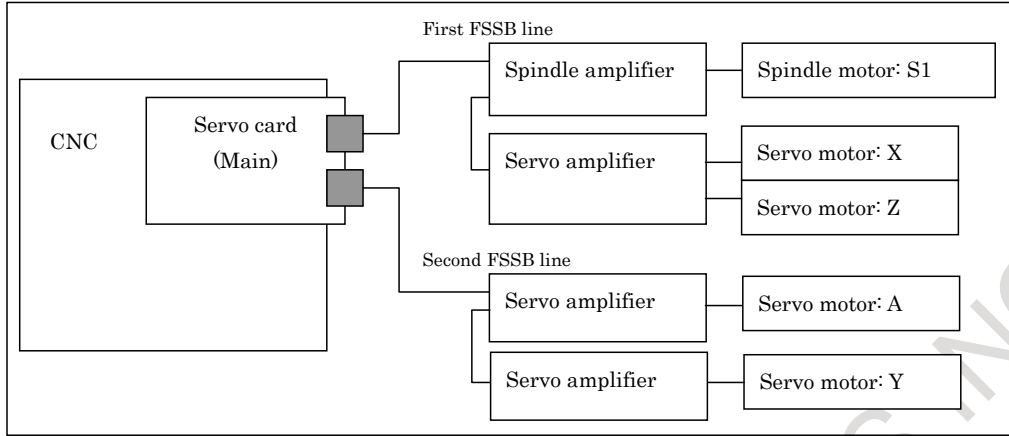 First FSSB line
CNC
Servo card
(Main)
Spindle amplifier
Spindle motor: S1
Servo amplifier
Servo motor: X
Servo motor: Z
Second FSSB line
Servo amplifier
Servo motor: A
Servo amplifier
Servo motor: Y